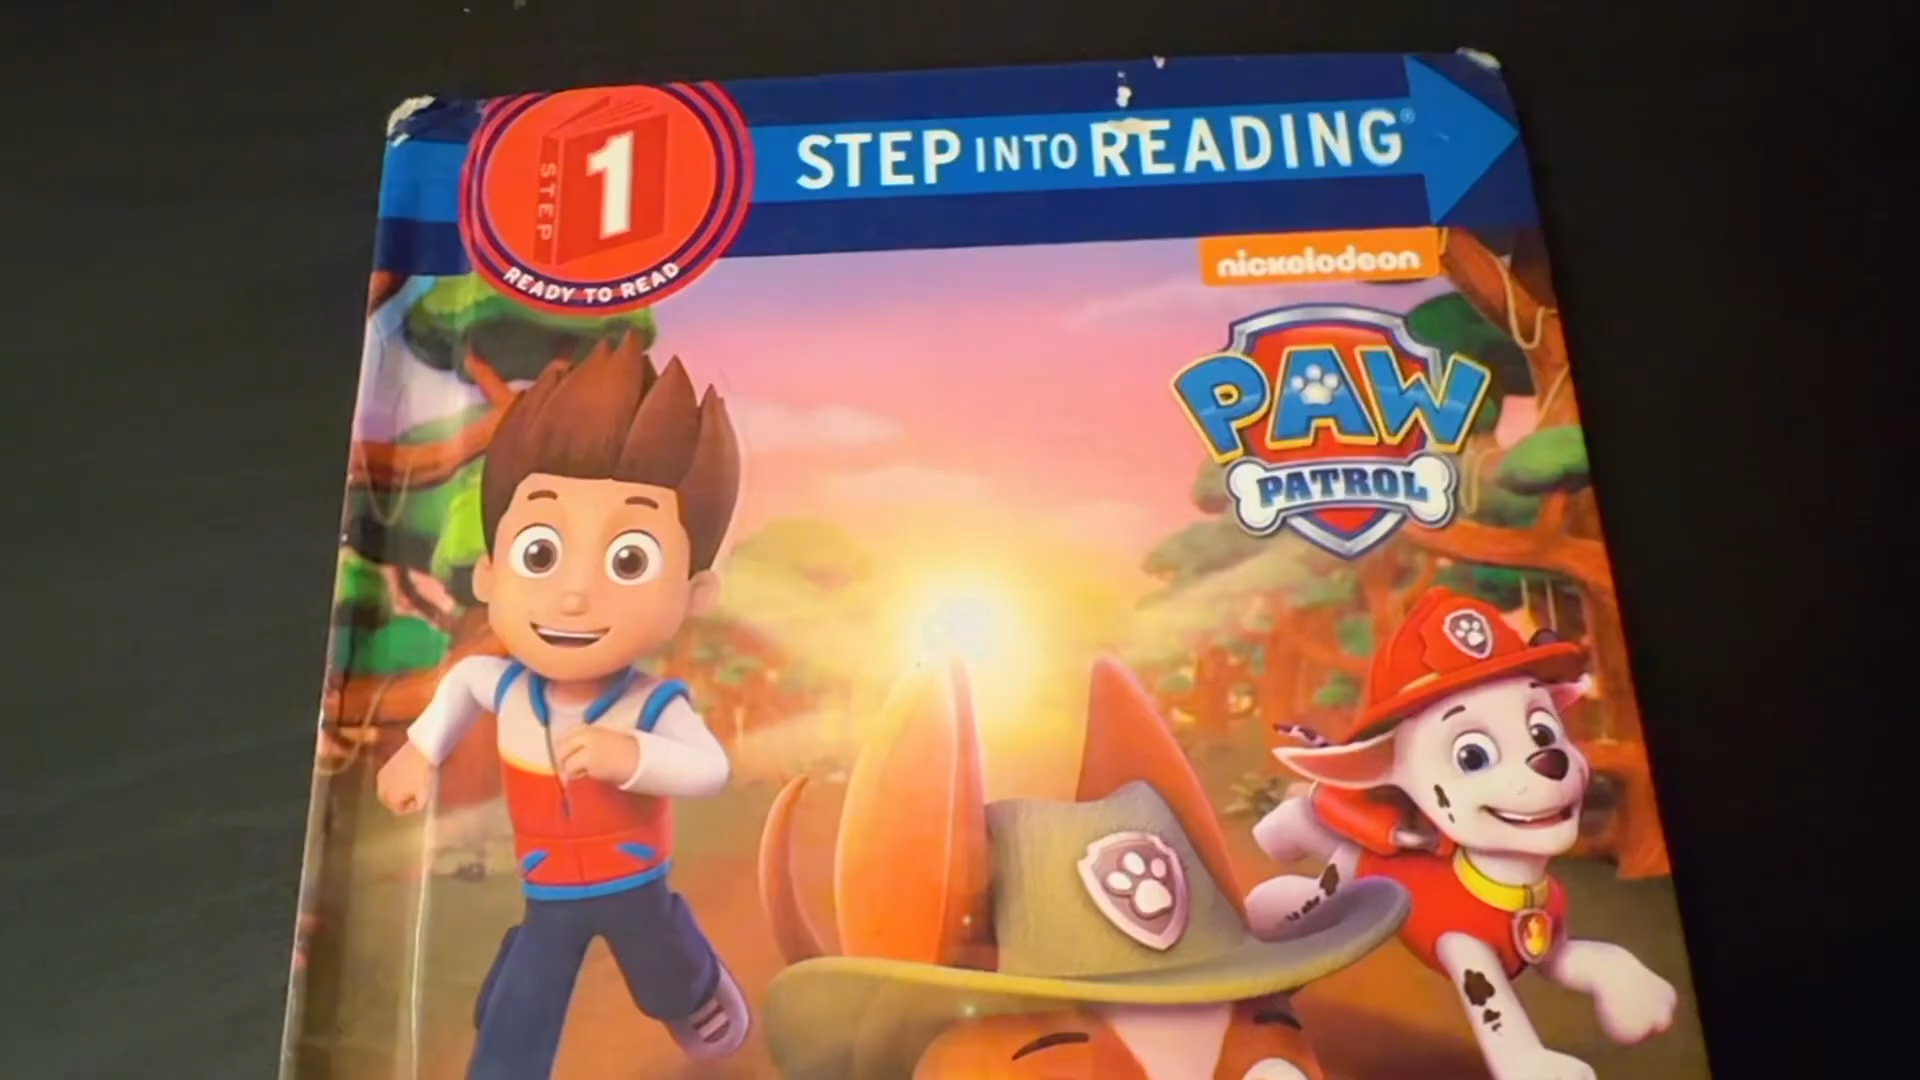 STEP 1
READY TO READ
STEP INTO READING®
nickelodeon
PAW
PATROL